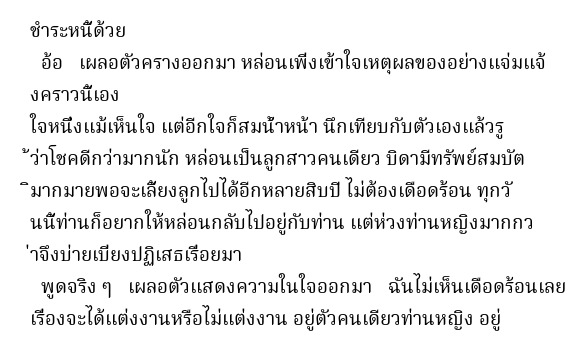 ชำระหนี้ด้วย
อ้อ เผลอตัวครางออกมา หล่อนเพิ่งเข้าใจเหตุผลของอย่างแจ่มแจ้
งคราวนี้เอง
ใจหนึ่งแม้เห็นใจ แต่อีกใจก็สมน้ำหน้า นึกเทียบกับตัวเองแล้วรู
้ว่าโชคดีกว่ามากนัก หล่อนเป็นลูกสาวคนเดียว บิดามีทรัพย์สมบัต
ิมากมายพอจะเลี้ยงลูกไปได้อีกหลายสิบปี ไม่ต้องเดือดร้อน ทุกวั
นนี้ท่านก็อยากให้หล่อนกลับไปอยู่กับท่าน แต่ห่วงท่านหญิงมากกว
่าจึงบ่ายเบี่ยงปฏิเสธเรื่อยมา
พูดจริง ๆ เผลอตัวแสดงความในใจออกมา ฉันไม่เห็นเดือดร้อนเลย
เรื่องจะได้แต่งงานหรือไม่แต่งงาน อยู่ตัวคนเดียวท่านหญิง อยู่